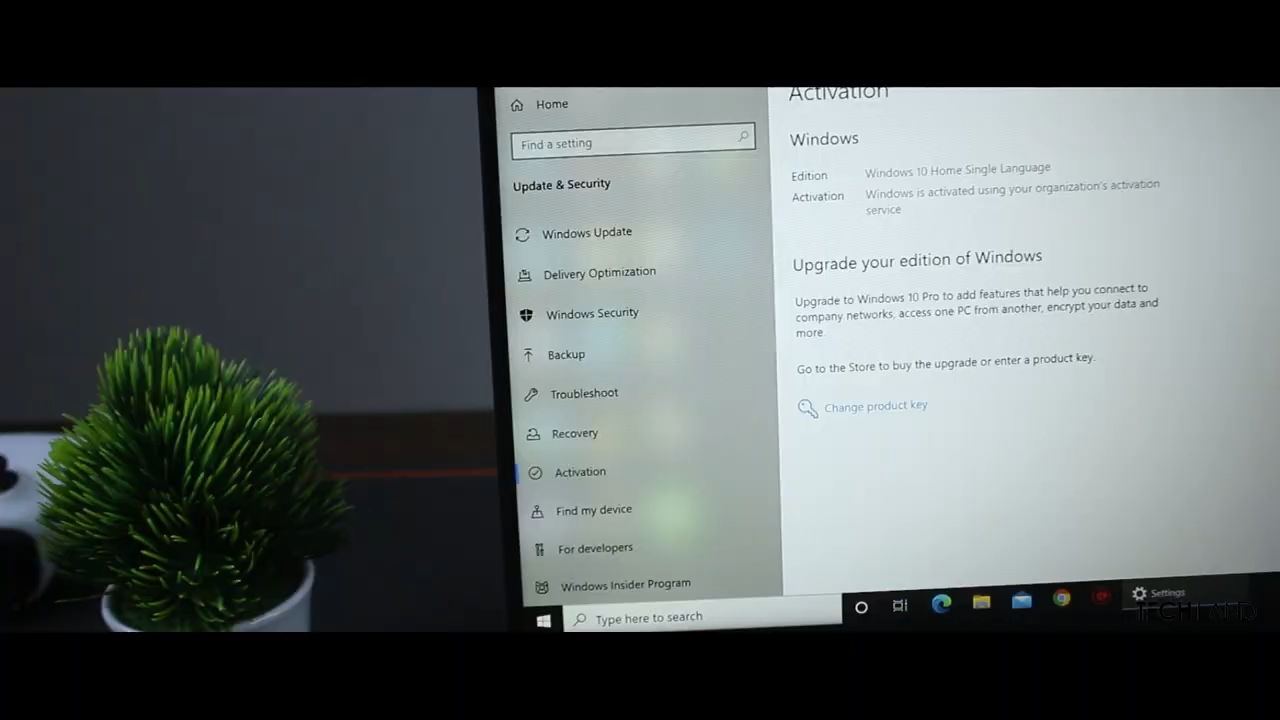 Home
Find a setting
Update & Security
Windows Update
Delivery Optimization
Windows Security
Backup
Troubleshoot
Recovery
Activation
Find my device
For developers
Windows Insider Program
Activation
Windows
Edition Windows 10 Home Single Language
Activation Windows is activated using your organization's activation
service
Upgrade your edition of Windows
Upgrade to Windows 10 Pro to add features that help you connect to
company networks, access one PC from another, encrypt your data and
more.
Go to the Store to buy the upgrade or enter a product key.
Change product key
Type here to search
Settings